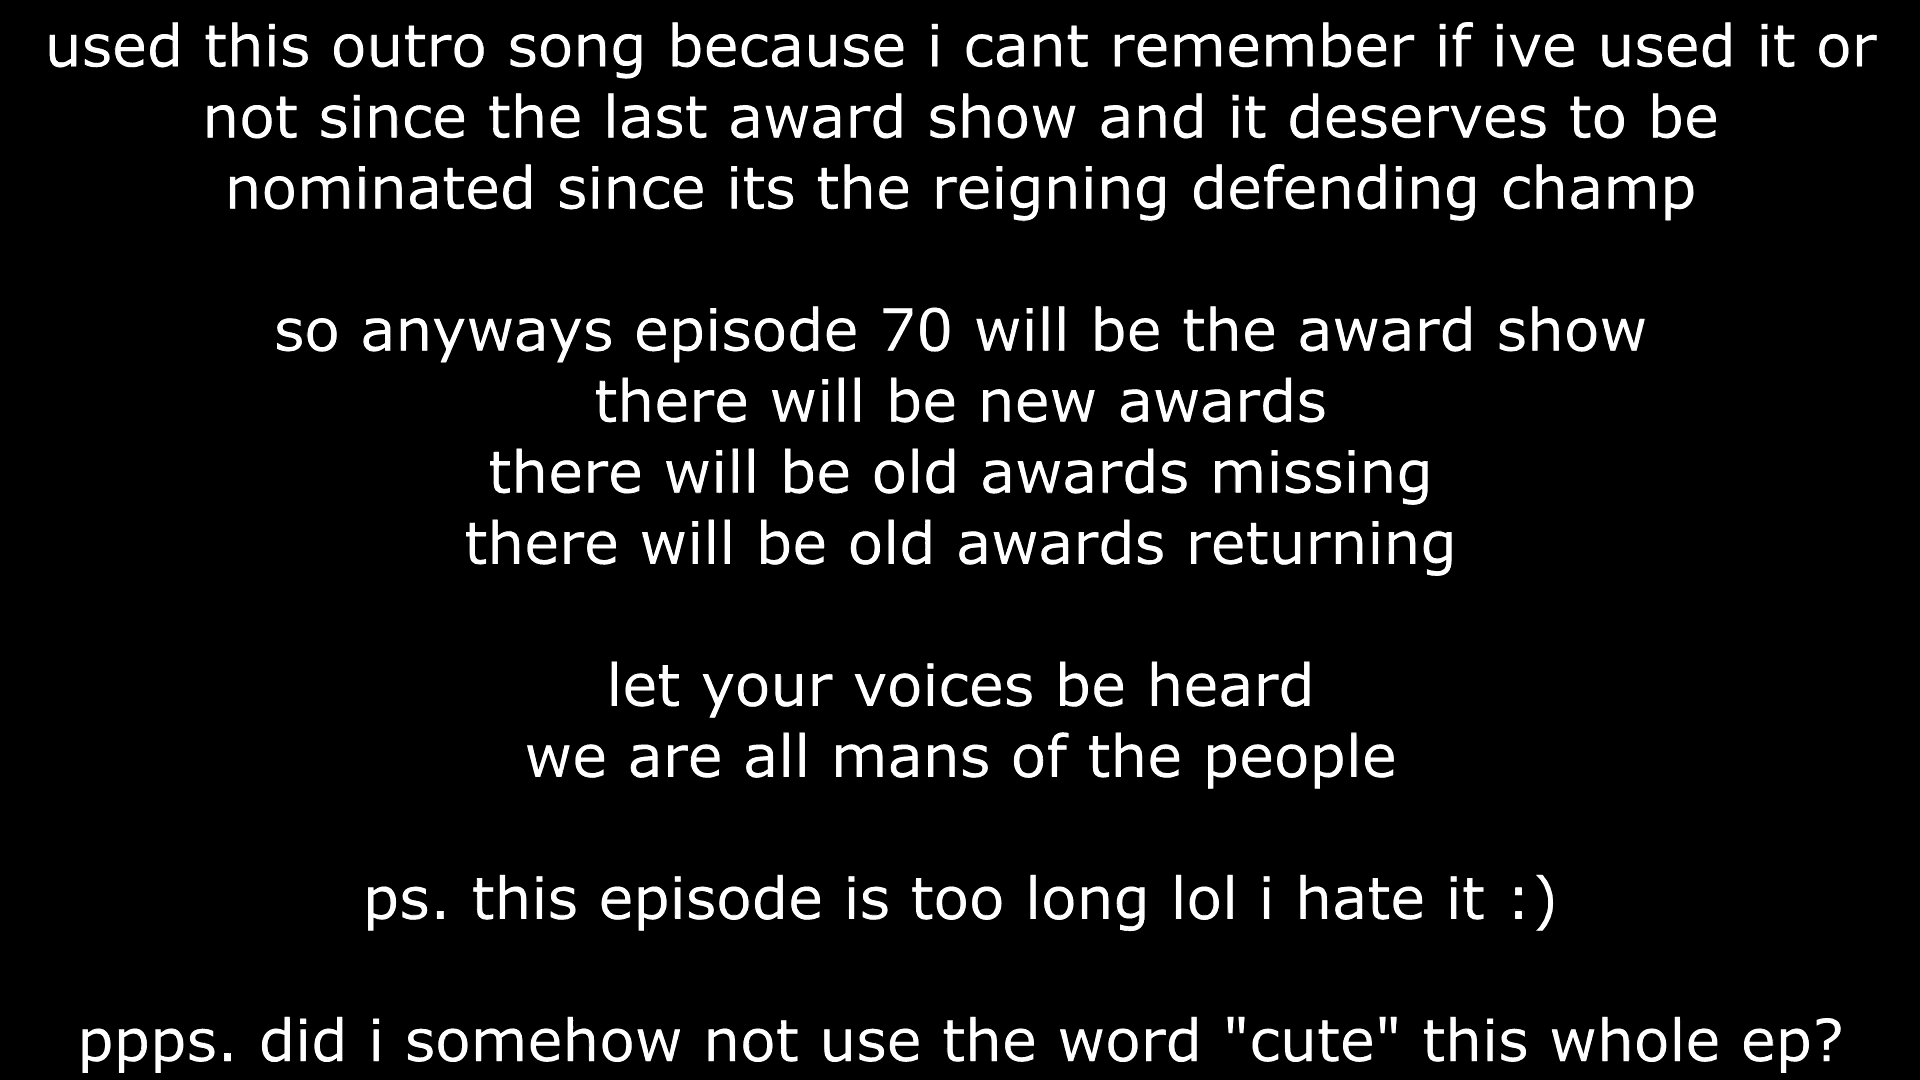 used this outro song because i cant remember if ive used it or
not since the last award show and it deserves to be
nominated since its the reigning defending champ
so anyways episode 70 will be the award show
there will be new awards
there will be old awards missing
there will be old awards returning
let your voices be heard
we are all mans of the people
ps. this episode is too long lol i hate it :)
ppps. did i somehow not use the word "cute" this whole ep?